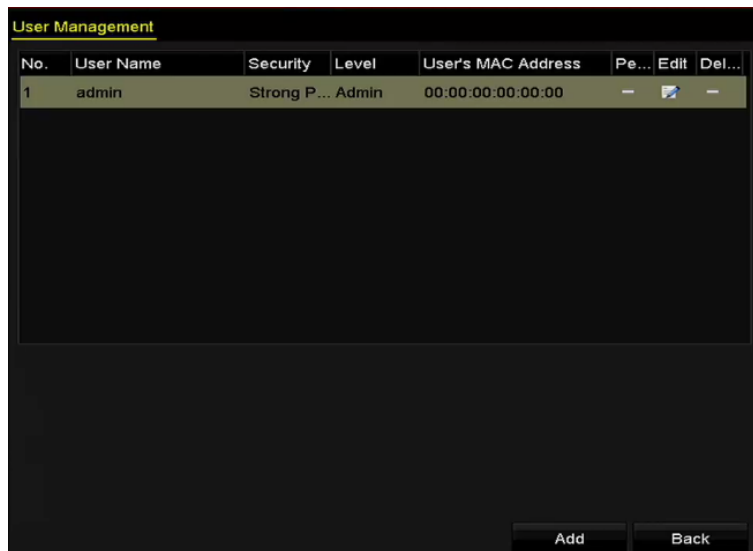 User Management
No. User Name Security Level User's MAC Address Pe... Edit Del...
1 admin Strong P... Admin 00:00:00:00:00:00 – –
Add Back